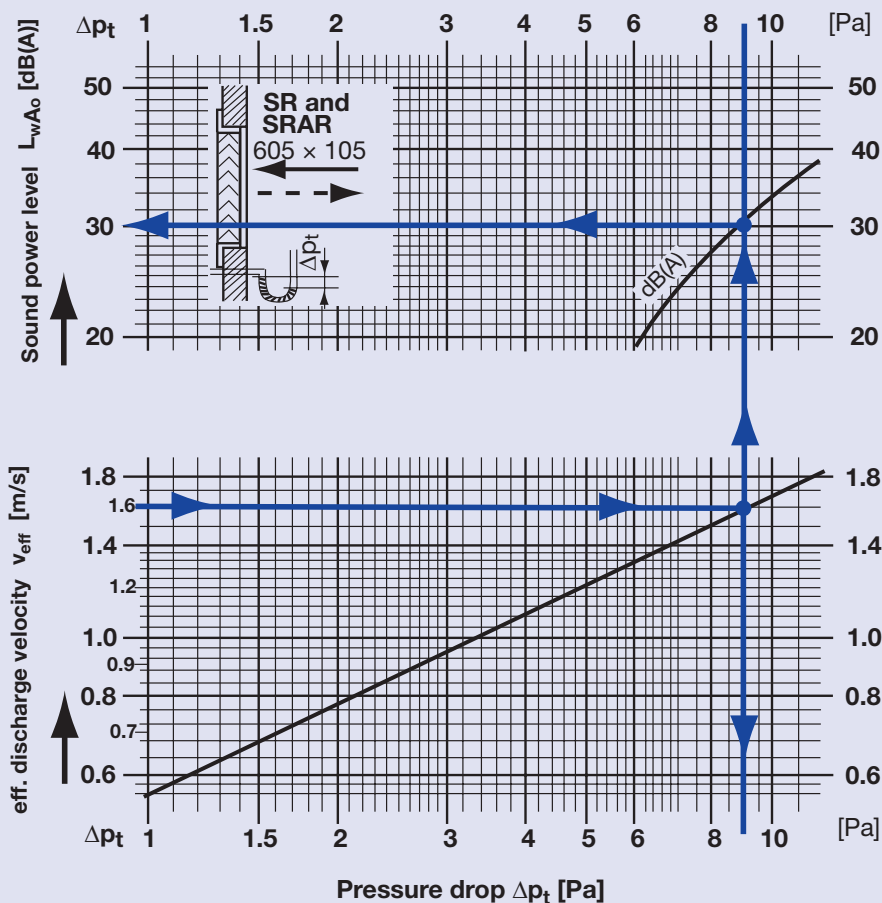 Δpt 1 1.5 2 3 4 5 6 8 10 [Pa]
Sound power level LwAo [dB(A)]
50 50
40 40
30 30
20 20
SR and
SRAR
605 × 105
Δpt
dB(A)
eff. discharge velocity veff [m/s]
1.8 1.8
1.6
1.4 1.4
1.2
1.0 1.0
0.9
0.8 0.8
0.7
0.6 0.6
Δpt 1 1.5 2 3 4 5 6 8 10 [Pa]
Pressure drop Δpt [Pa]